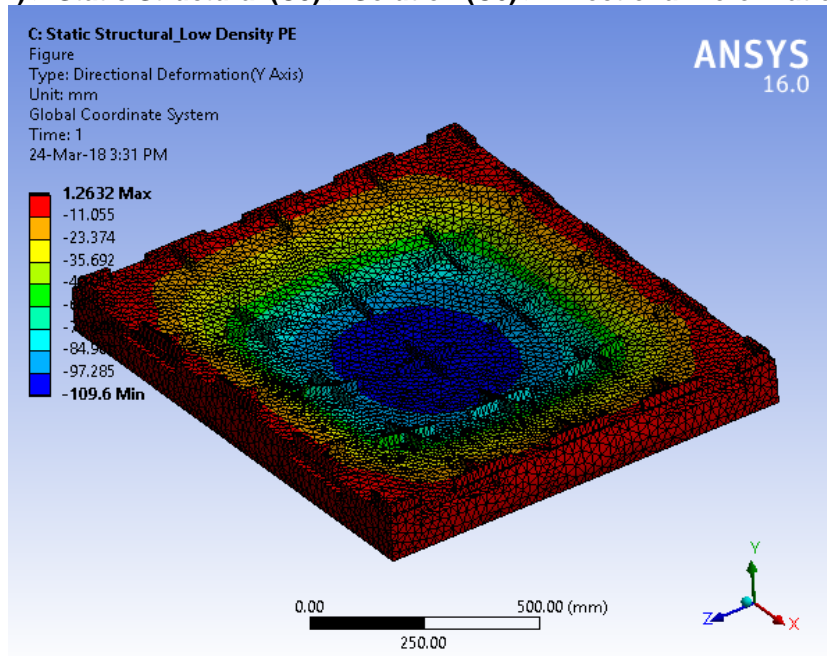 C: Static Structural_Low Density PE
Figure
Type: Directional Deformation(Y Axis)
Unit: mm
Global Coordinate System
Time: 1
24-Mar-18 3:31 PM
ANSYS
16.0
1.2632 Max
-11.055
-23.374
-35.692
-97.285
-109.6 Min
0.00
500.00 (mm)
250.00
Y
Z
X